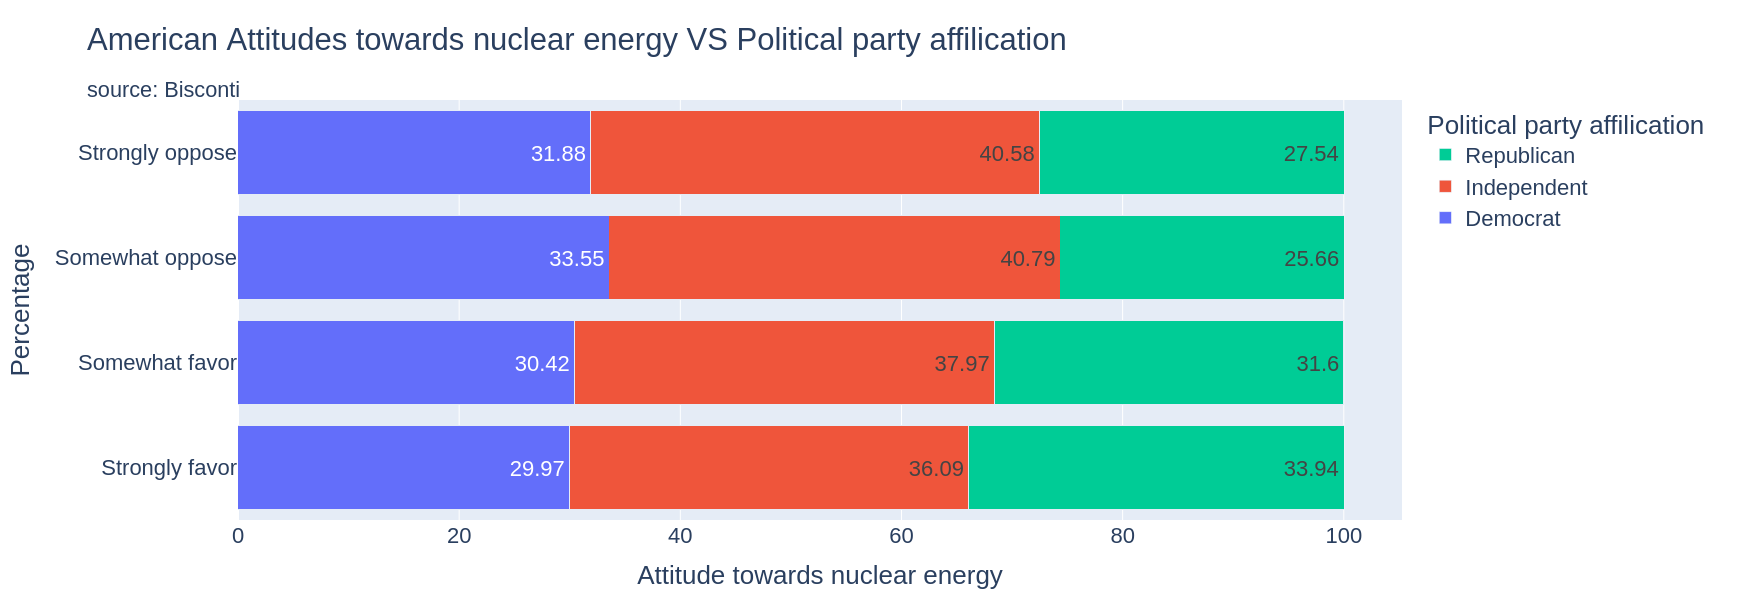 American Attitudes towards nuclear energy VS Political party affilication
source: Bisconti
Political party affilication
Republican
Independent
Democrat
Percentage
Strongly oppose
31.88
40.58
27.54
Somewhat oppose
33.55
40.79
25.66
Somewhat favor
30.42
37.97
31.6
Strongly favor
29.97
36.09
33.94
0
20
40
60
80
100
Attitude towards nuclear energy